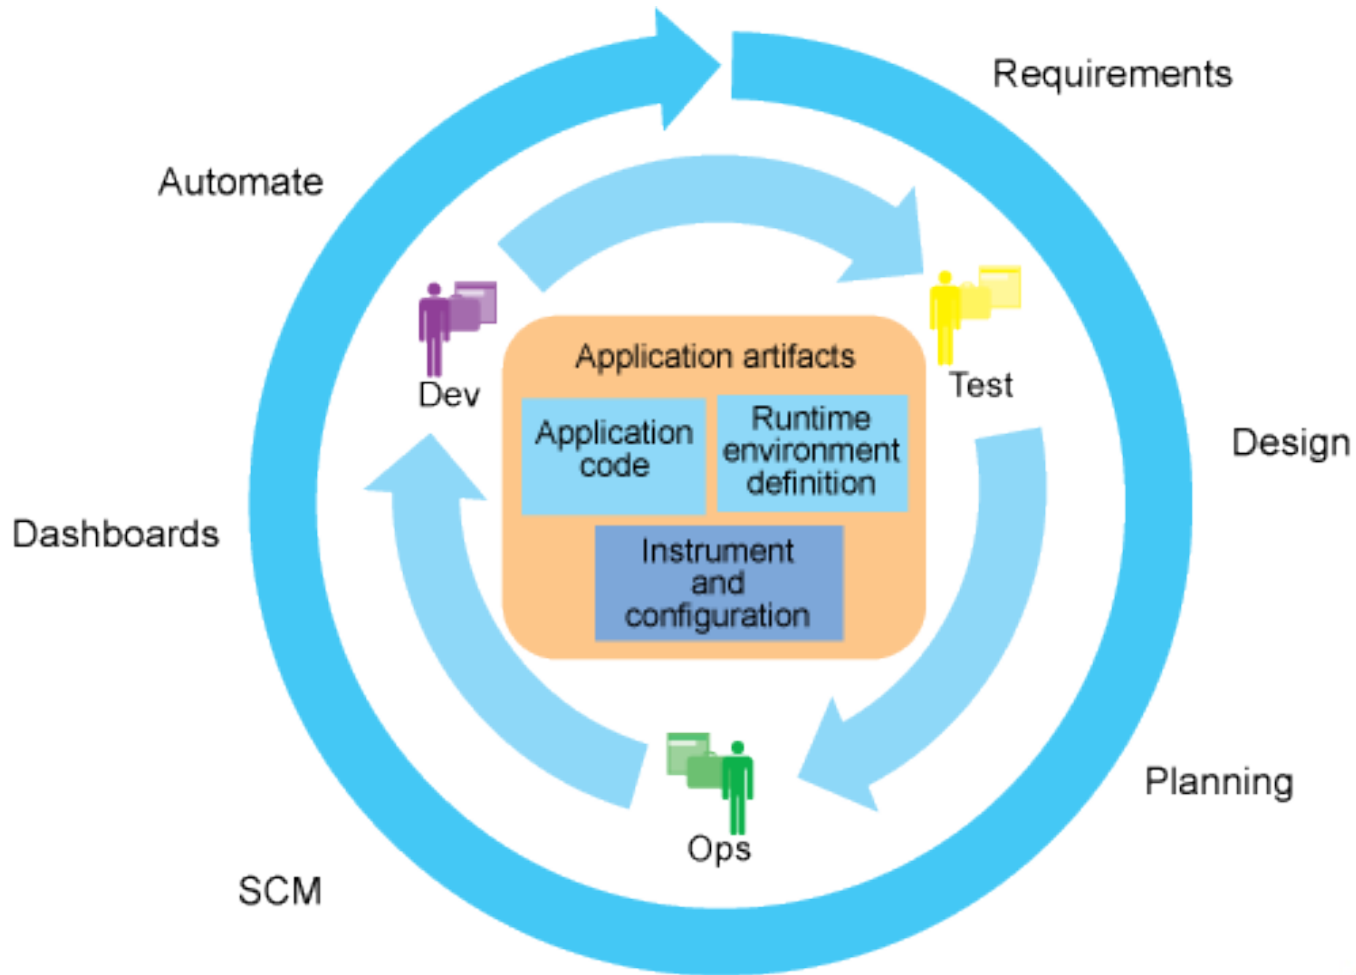 Requirements
Automate
Application artifacts
Dev
Test
Application
code
Runtime
environment
definition
Design
Dashboards
Instrument
and
configuration
Planning
Ops
SCM